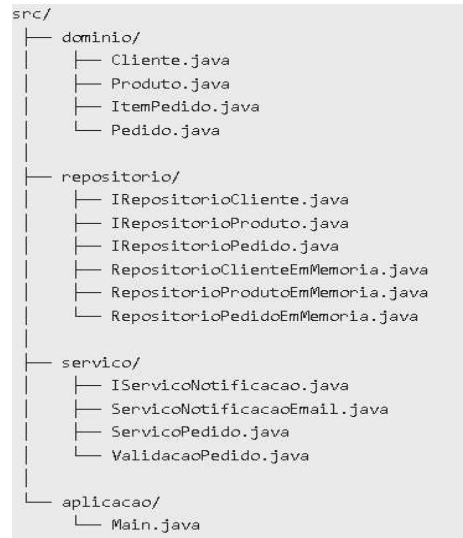 src/
├── dominio/
│   ├── Cliente.java
│   ├── Produto.java
│   ├── ItemPedido.java
│   └── Pedido.java
│
├── repositorio/
│   ├── IRepositorioCliente.java
│   ├── IRepositorioProduto.java
│   ├── IRepositorioPedido.java
│   ├── RepositorioClienteEmMemoria.java
│   ├── RepositorioProdutoEmMemoria.java
│   └── RepositorioPedidoEmMemoria.java
│
├── servico/
│   ├── IServicoNotificacao.java
│   ├── ServicoNotificacaoEmail.java
│   ├── ServicoPedido.java
│   └── ValidacaoPedido.java
│
└── aplicacao/
    └── Main.java